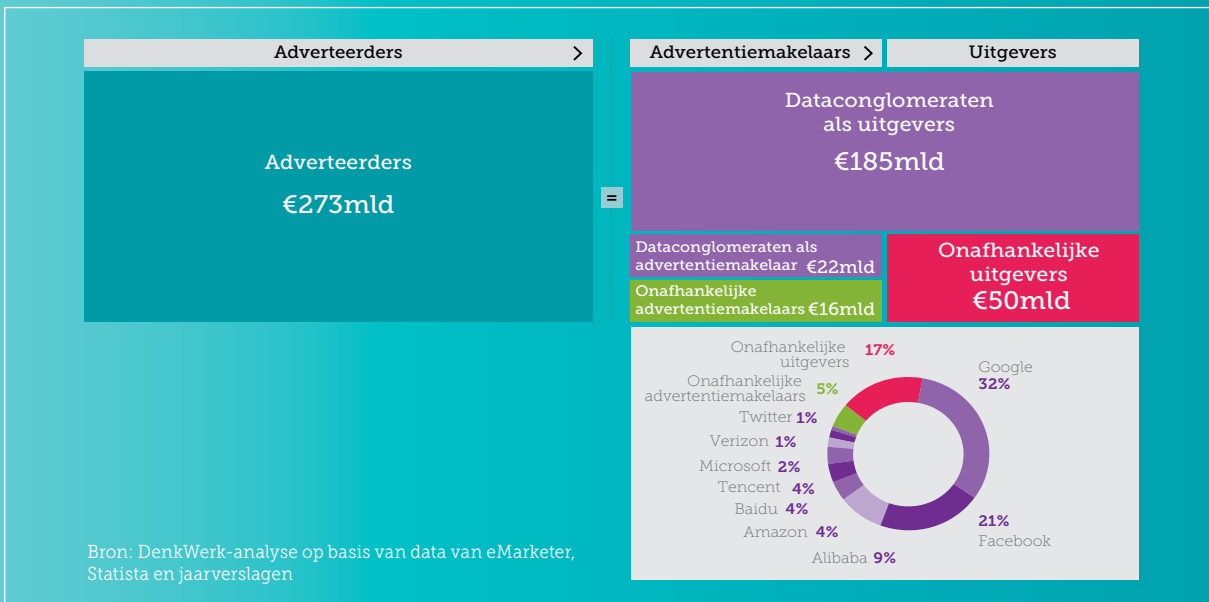 Adverteerders >
Advertentiemakelaars >
Uitgevers
Adverteerders
€273mld
=
Dataconglomeraten
als uitgevers
€185mld
Dataconglomeraten als
advertentiemakelaar €22mld
Onafhankelijke
advertentiemakelaars €16mld
Onafhankelijke
uitgevers
€50mld
Onafhankelijke
uitgevers 17%
Onafhankelijke
advertentiemakelaars 5%
Twitter 1%
Verizon 1%
Microsoft 2%
Tencent 4%
Baidu 4%
Amazon 4%
Alibaba 9%
Google
32%
21%
Facebook
Bron: DenkWerk-analyse op basis van data van eMarketer,
Statista en jaarverslagen